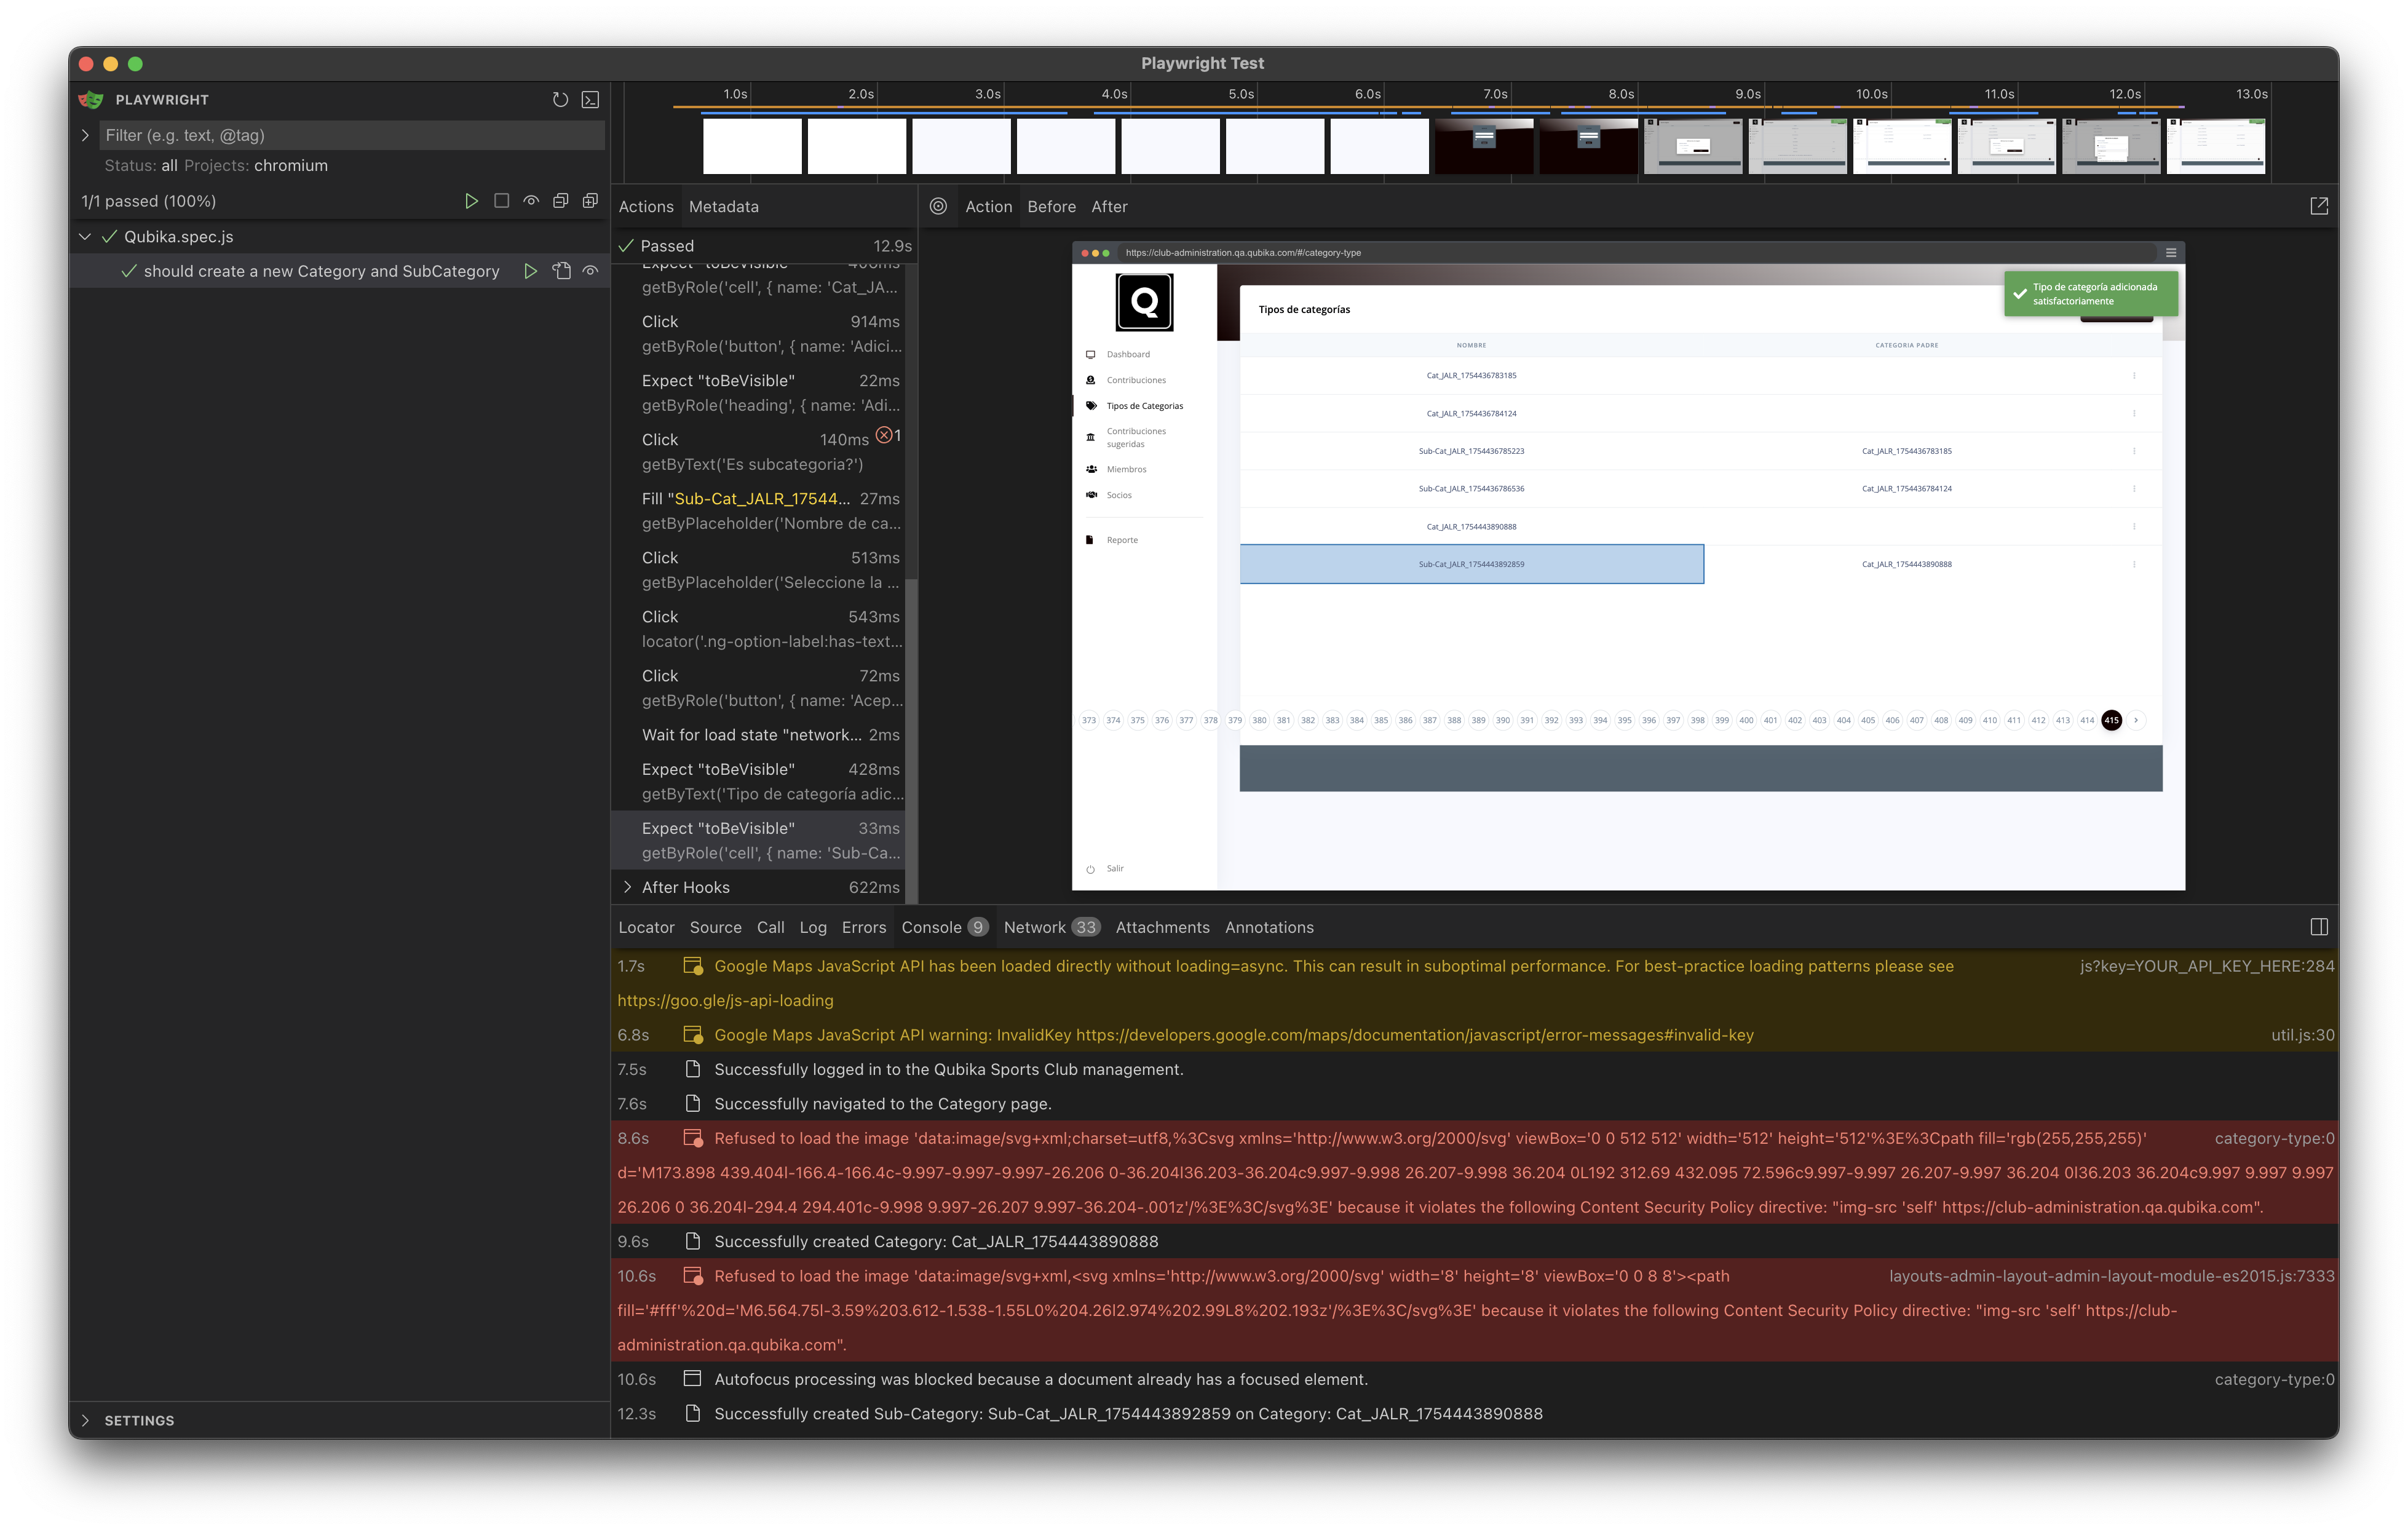 Playwright Test
PLAYWRIGHT
Filter (e.g. text, @tag)
Status: all Projects: chromium
1/1 passed (100%)
Qubika.spec.js
should create a new Category and SubCategory
SETTINGS
1.0s 2.0s 3.0s 4.0s 5.0s 6.0s 7.0s 8.0s 9.0s 10.0s 11.0s 12.0s 13.0s
Actions Metadata
Passed 12.9s
Expect "toBeVisible" 406ms
getByRole('cell', { name: 'Cat_JA...
Click 914ms
getByRole('button', { name: 'Adici...
Expect "toBeVisible" 22ms
getByRole('heading', { name: 'Adi...
Click 140ms 1
getByText('Es subcategoria?')
Fill "Sub-Cat_JALR_17544... 27ms
getByPlaceholder('Nombre de ca...
Click 513ms
getByPlaceholder('Seleccione la ...
Click 543ms
locator('.ng-option-label:has-text...
Click 72ms
getByRole('button', { name: 'Acep...
Wait for load state "network... 2ms
Expect "toBeVisible" 428ms
getByText('Tipo de categoría adic...
Expect "toBeVisible" 33ms
getByRole('cell', { name: 'Sub-Ca...
After Hooks 622ms
Action Before After
https://club-administration.qa.qubika.com/#/category-type
Q
Dashboard
Contribuciones
Tipos de Categorias
Contribuciones
sugeridas
Miembros
Socios
Reporte
Salir
Tipo de categoría adicionada
satisfactoriamente
Tipos de categorías
NOMBRE CATEGORIA PADRE
Cat_JALR_1754436783185
Cat_JALR_1754436784124
Sub-Cat_JALR_1754436785223 Cat_JALR_1754436783185
Sub-Cat_JALR_1754436786536 Cat_JALR_1754436784124
Cat_JALR_1754443890888
Sub-Cat_JALR_1754443892859 Cat_JALR_1754443890888
373 374 375 376 377 378 379 380 381 382 383 384 385 386 387 388 389 390 391 392 393 394 395 396 397 398 399 400 401 402 403 404 405 406 407 408 409 410 411 412 413 414 415
Locator Source Call Log Errors Console 9 Network 33 Attachments Annotations
1.7s Google Maps JavaScript API has been loaded directly without loading=async. This can result in suboptimal performance. For best-practice loading patterns please see js?key=YOUR_API_KEY_HERE:284
https://goo.gle/js-api-loading
6.8s Google Maps JavaScript API warning: InvalidKey https://developers.google.com/maps/documentation/javascript/error-messages#invalid-key util.js:30
7.5s Successfully logged in to the Qubika Sports Club management.
7.6s Successfully navigated to the Category page.
8.6s Refused to load the image 'data:image/svg+xml;charset=utf8,%3Csvg xmlns='http://www.w3.org/2000/svg' viewBox='0 0 512 512' width='512' height='512'%3E%3Cpath fill='rgb(255,255,255)' category-type:0
d='M173.898 439.404l-166.4-166.4c-9.997-9.997-9.997-26.206 0-36.204l36.203-36.204c9.997-9.998 26.207-9.998 36.204 0L192 312.69 432.095 72.596c9.997-9.997 26.207-9.997 36.204 0l36.203 36.204c9.997 9.997 9.997
26.206 0 36.204l-294.4 294.401c-9.998 9.997-26.207 9.997-36.204-.001z'/%3E%3C/svg%3E' because it violates the following Content Security Policy directive: "img-src 'self' https://club-administration.qa.qubika.com".
9.6s Successfully created Category: Cat_JALR_1754443890888
10.6s Refused to load the image 'data:image/svg+xml,<svg xmlns='http://www.w3.org/2000/svg' width='8' height='8' viewBox='0 0 8 8'><path layouts-admin-layout-admin-layout-module-es2015.js:7333
fill='#fff'%20d='M6.564.75l-3.59%203.612-1.538-1.55L0%204.26l2.974%202.99L8%202.193z'/%3E%3C/svg%3E' because it violates the following Content Security Policy directive: "img-src 'self' https://club-
administration.qa.qubika.com".
10.6s Autofocus processing was blocked because a document already has a focused element. category-type:0
12.3s Successfully created Sub-Category: Sub-Cat_JALR_1754443892859 on Category: Cat_JALR_1754443890888